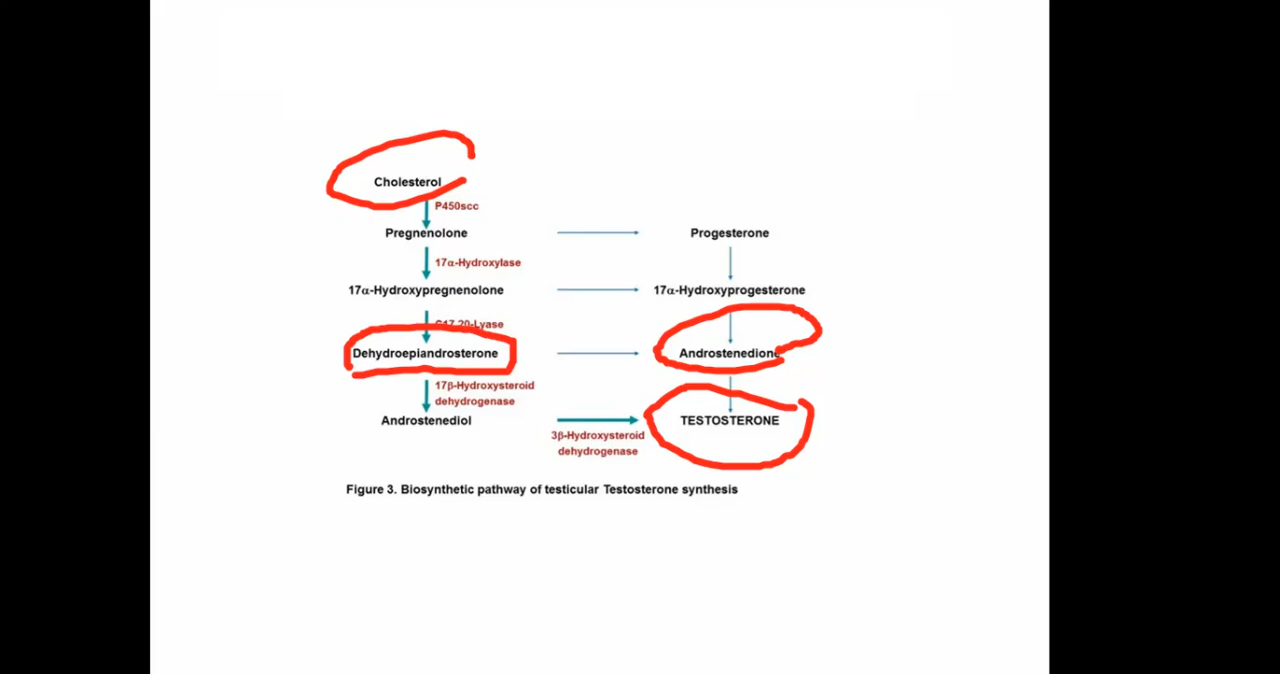 Cholesterol
P450scc
Pregnenolone Progesterone
17α-Hydroxylase
17α-Hydroxypregnenolone 17α-Hydroxyprogesterone
C17,20-Lyase
Dehydroepiandrosterone Androstenedione
17β-Hydroxysteroid
dehydrogenase
Androstenediol TESTOSTERONE
3β-Hydroxysteroid
dehydrogenase
Figure 3. Biosynthetic pathway of testicular Testosterone synthesis